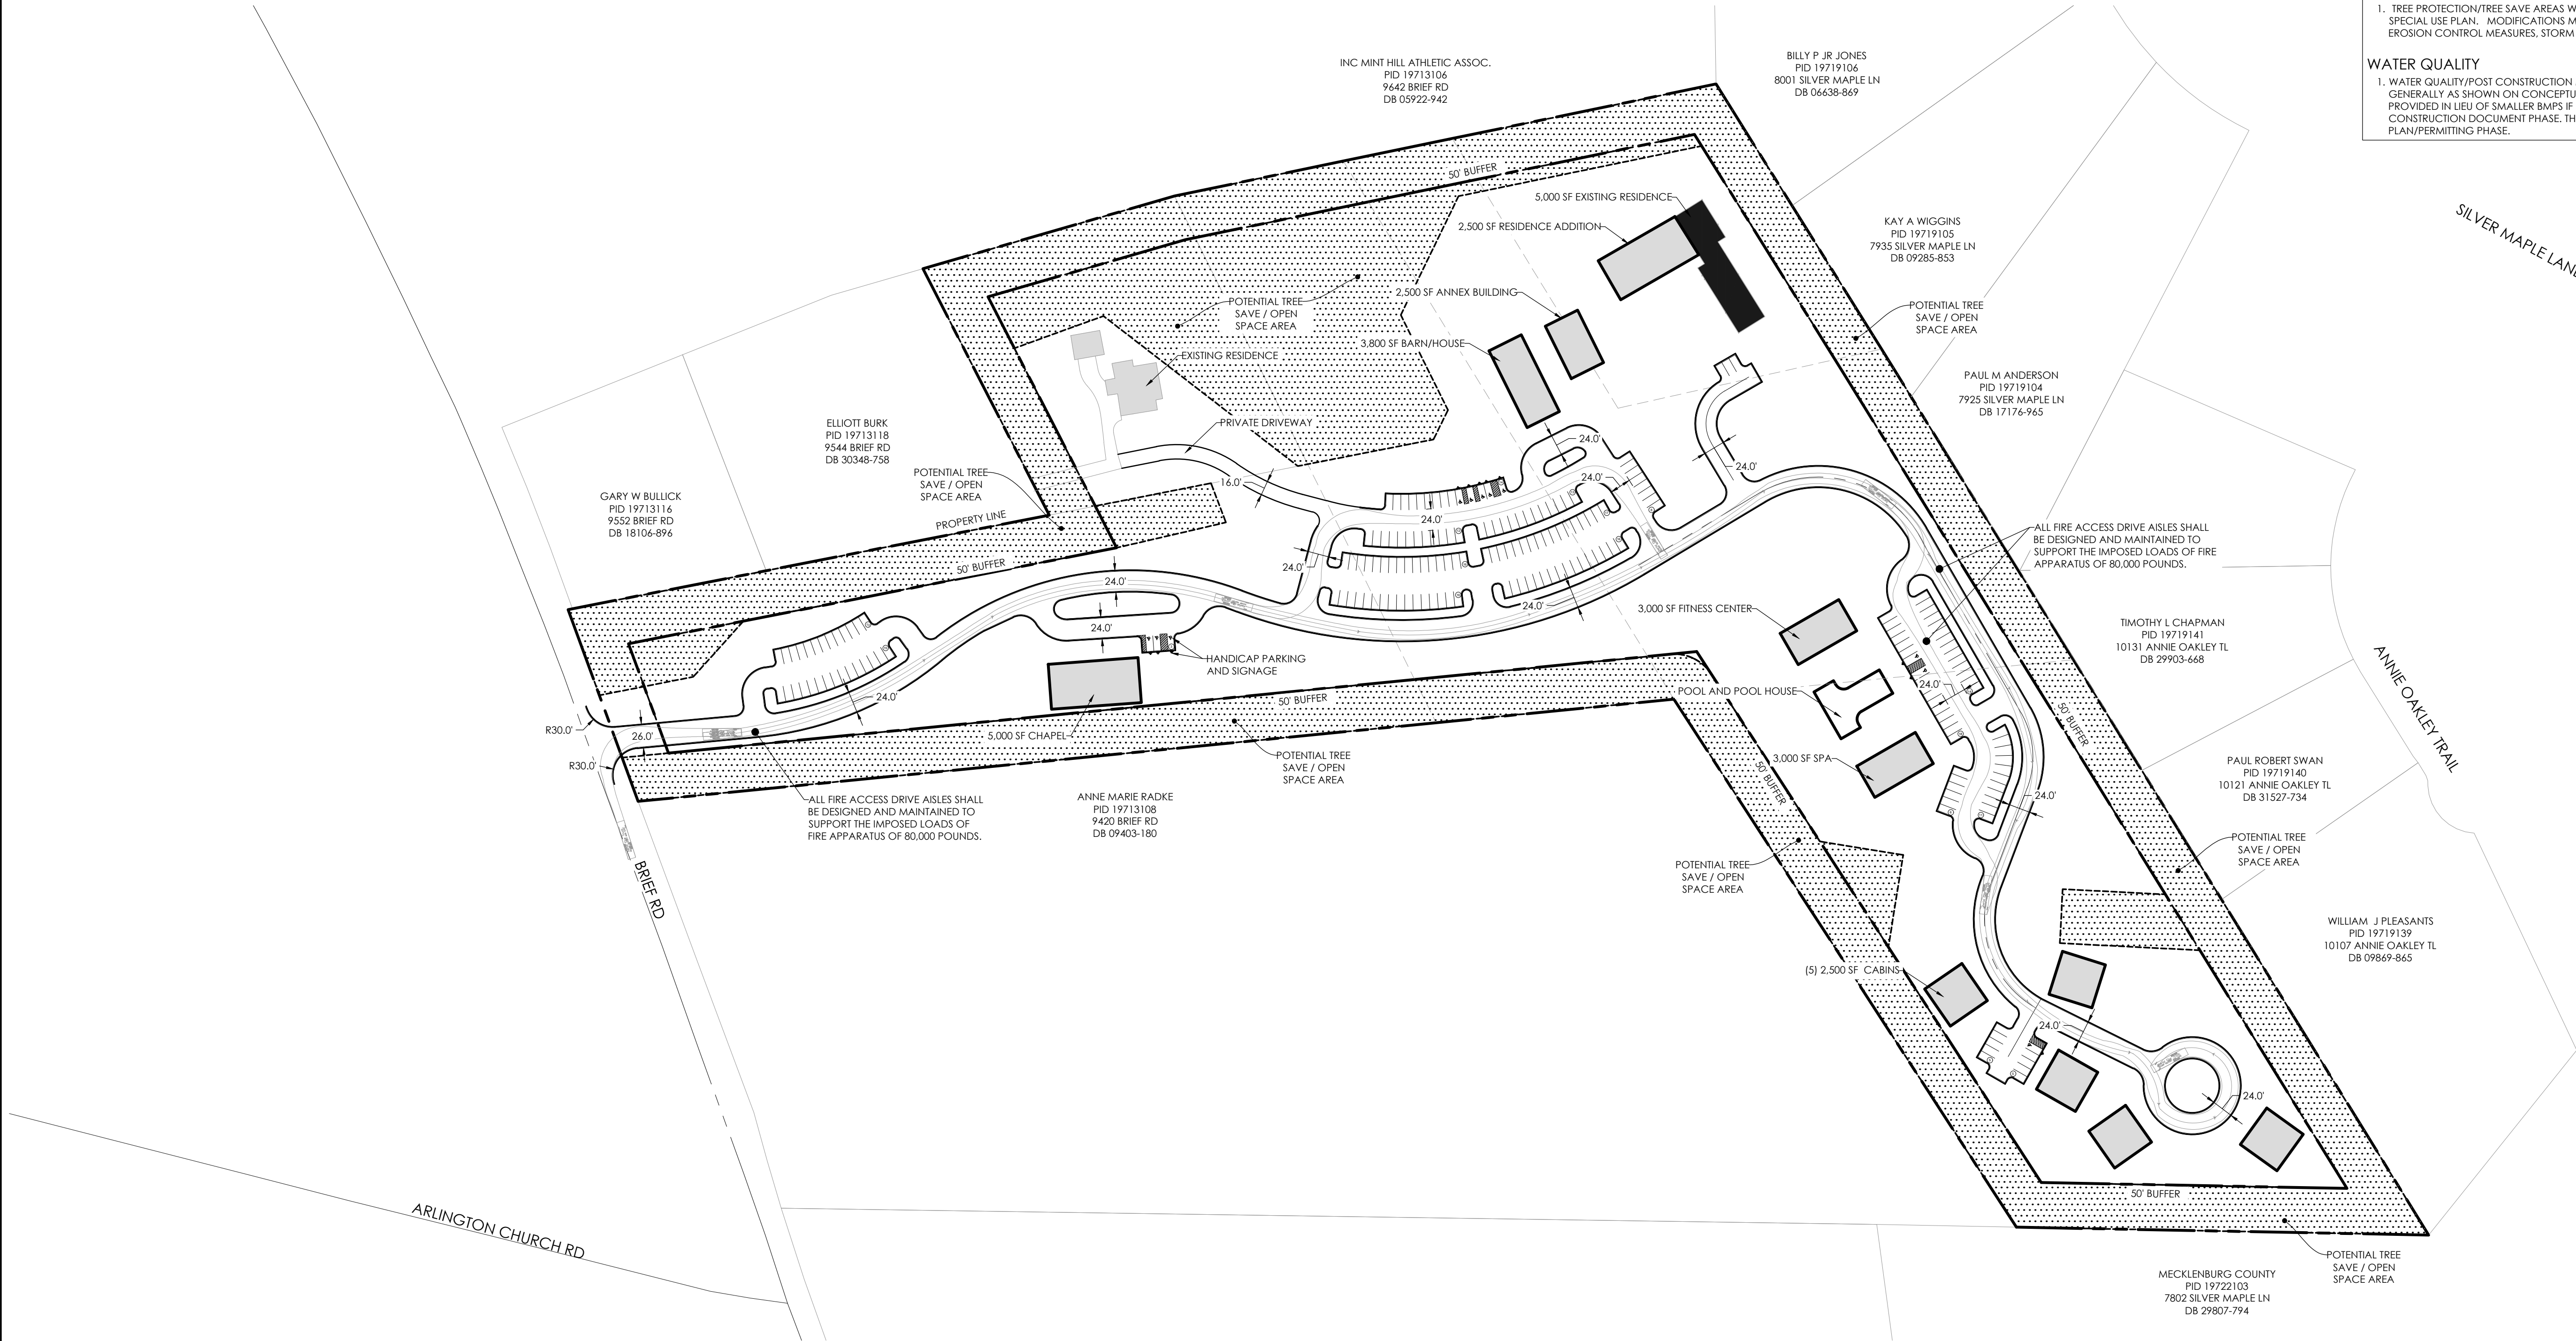 1. TREE PROTECTION/TREE SAVE AREAS W
SPECIAL USE PLAN. MODIFICATIONS M
EROSION CONTROL MEASURES, STORM
WATER QUALITY
1. WATER QUALITY/POST CONSTRUCTION
GENERALLY AS SHOWN ON CONCEPTU
PROVIDED IN LIEU OF SMALLER BMPS IF
CONSTRUCTION DOCUMENT PHASE. TH
PLAN/PERMITTING PHASE.
INC MINT HILL ATHLETIC ASSOC.
PID 19713106
9642 BRIEF RD
DB 05922-942
BILLY P JR JONES
PID 19719106
8001 SILVER MAPLE LN
DB 06638-869
50' BUFFER
5,000 SF EXISTING RESIDENCE
2,500 SF RESIDENCE ADDITION
KAY A WIGGINS
PID 19719105
7935 SILVER MAPLE LN
DB 09285-853
SILVER MAPLE LAN
2,500 SF ANNEX BUILDING
POTENTIAL TREE
SAVE / OPEN
SPACE AREA
POTENTIAL TREE
SAVE / OPEN
SPACE AREA
3,800 SF BARN/HOUSE
EXISTING RESIDENCE
PAUL M ANDERSON
PID 19719104
7925 SILVER MAPLE LN
DB 17176-965
ELLIOTT BURK
PID 19713118
9544 BRIEF RD
DB 30348-758
PRIVATE DRIVEWAY
24.0'
24.0'
24.0'
POTENTIAL TREE
SAVE / OPEN
SPACE AREA
16.0'
GARY W BULLICK
PID 19713116
9552 BRIEF RD
DB 18106-896
PROPERTY LINE
24.0'
ALL FIRE ACCESS DRIVE AISLES SHALL
BE DESIGNED AND MAINTAINED TO
SUPPORT THE IMPOSED LOADS OF FIRE
APPARATUS OF 80,000 POUNDS.
50' BUFFER
24.0'
24.0'
24.0'
24.0'
3,000 SF FITNESS CENTER
TIMOTHY L CHAPMAN
PID 19719141
10131 ANNIE OAKLEY TL
DB 29903-668
HANDICAP PARKING
AND SIGNAGE
ANNIE OAKLEY TRAIL
24.0'
24.0'
POOL AND POOL HOUSE
50' BUFFER
50' BUFFER
R30.0'
26.0'
5,000 SF CHAPEL
POTENTIAL TREE
SAVE / OPEN
SPACE AREA
3,000 SF SPA
50' BUFFER
R30.0'
PAUL ROBERT SWAN
PID 19719140
10121 ANNIE OAKLEY TL
DB 31527-734
24.0'
ALL FIRE ACCESS DRIVE AISLES SHALL
BE DESIGNED AND MAINTAINED TO
SUPPORT THE IMPOSED LOADS OF
FIRE APPARATUS OF 80,000 POUNDS.
ANNE MARIE RADKE
PID 19713108
9420 BRIEF RD
DB 09403-180
POTENTIAL TREE
SAVE / OPEN
SPACE AREA
POTENTIAL TREE
SAVE / OPEN
SPACE AREA
BRIEF RD
WILLIAM J PLEASANTS
PID 19719139
10107 ANNIE OAKLEY TL
DB 09869-865
(5) 2,500 SF CABINS
24.0'
24.0'
50' BUFFER
ARLINGTON CHURCH RD
POTENTIAL TREE
SAVE / OPEN
SPACE AREA
MECKLENBURG COUNTY
PID 19722103
7802 SILVER MAPLE LN
DB 29807-794